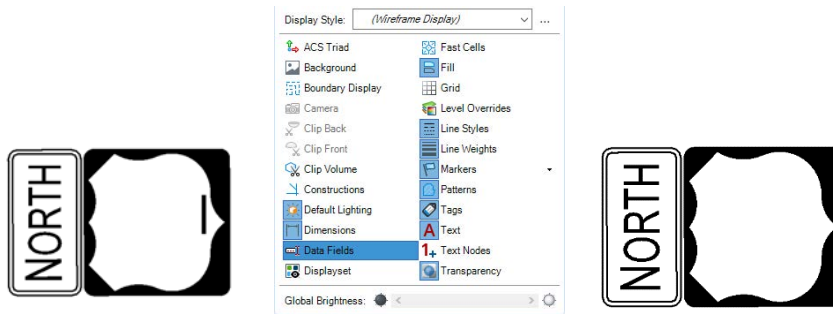 Display Style: (Wireframe Display) ...
ACS Triad
Background
Boundary Display
Camera
Clip Back
Clip Front
Clip Volume
Constructions
Default Lighting
Dimensions
Data Fields
Displayset
Fast Cells
Fill
Grid
Level Overrides
Line Styles
Line Weights
Markers
Patterns
Tags
Text
Text Nodes
Transparency
Global Brightness:
NORTH
NORTH